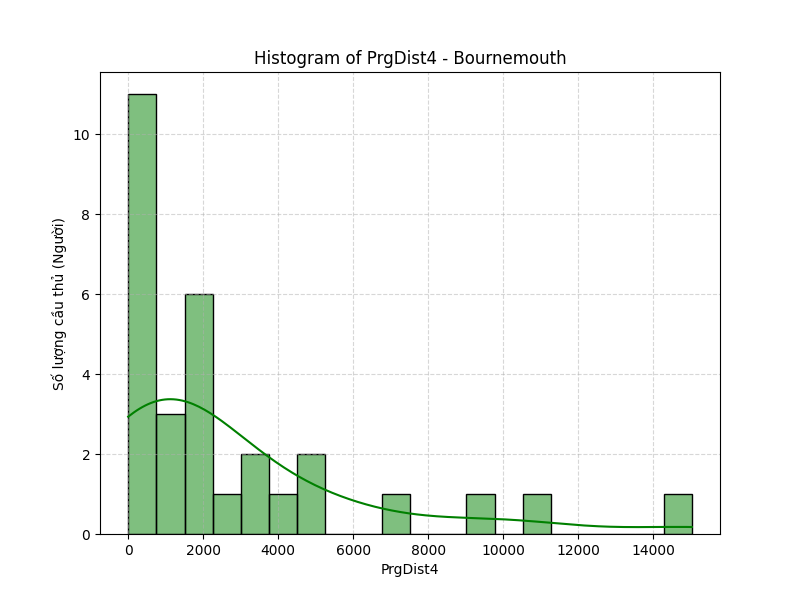 Histogram of PrgDist4 - Bournemouth
Số lượng cầu thủ (Người)
10
8
6
4
2
0
0 2000 4000 6000 8000 10000 12000 14000
PrgDist4